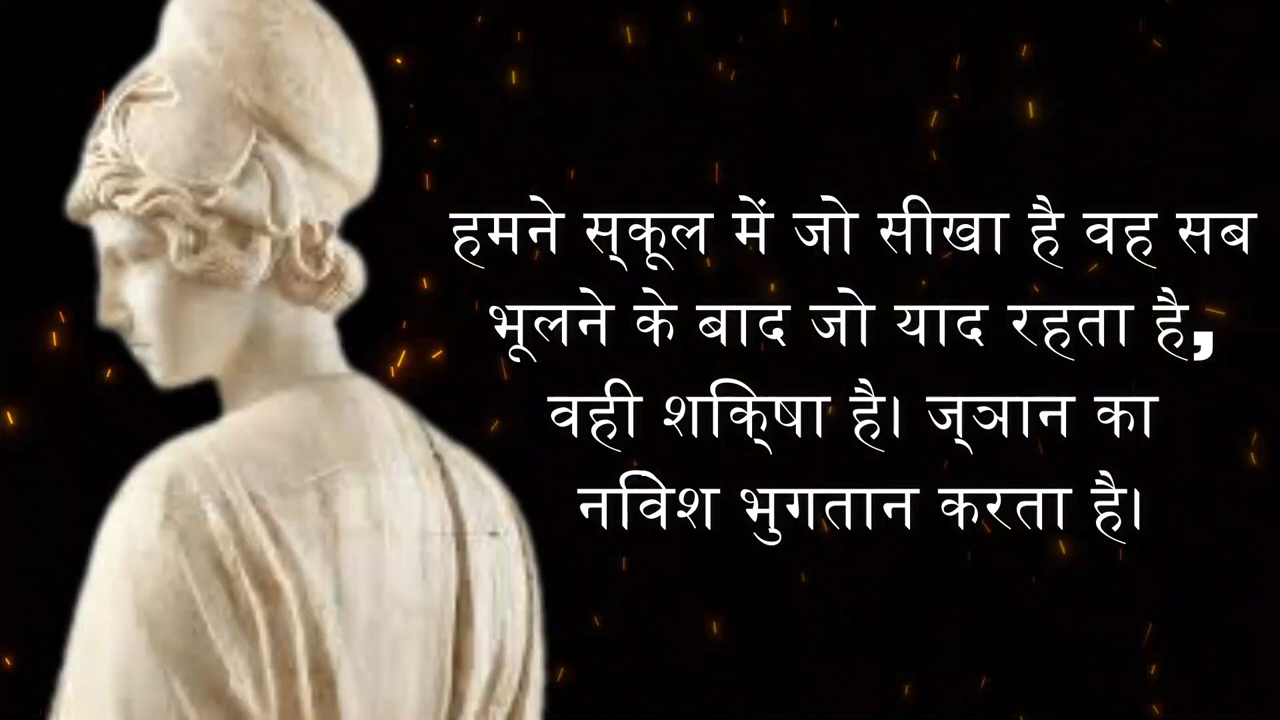 हमने स्कूल में जो सीखा है वह सब
भूलने के बाद जो याद रहता है,
वही शकि्षा है। ज्ञान का
नविश भुगतान करता है।